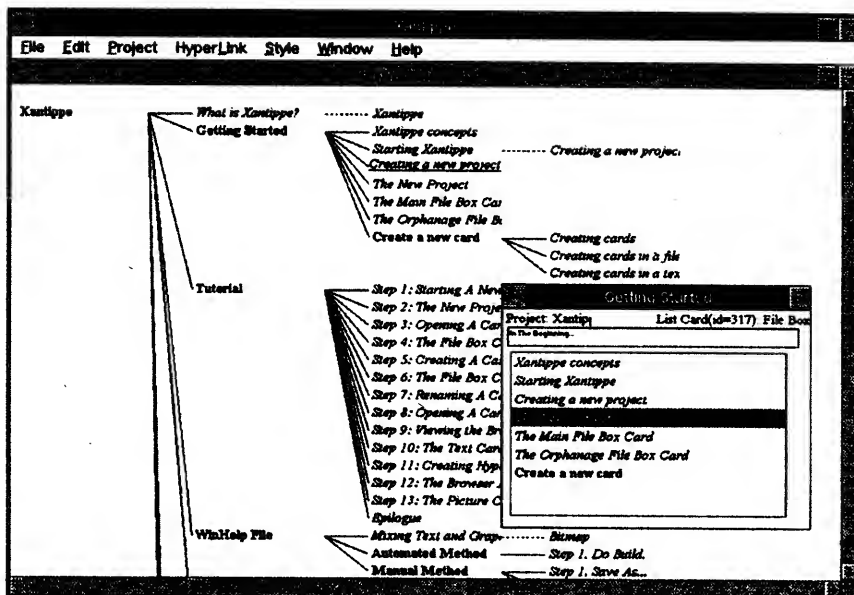 Xantippe
File Edit Project HyperLink Style Window Help
Xantippe
What is Xantippe? Xantippe
Getting Started
Xantippe concepts
Starting Xantippe Creating a new projec
Creating a new project
The New Project
The Main File Box Car
The Orphanage File B
Create a new card
Creating cards
Creating cards in a file
Creating cards in a tex
Tutorial
Step 1: Starting A New
Step 2: The New Proje
Step 3: Opening A Car
Step 4: The File Box C
Step 5: Creating A Ca
Step 6: The File Box C
Step 7: Renaming A C
Step 8: Opening A Car
Step 9: Viewing the Br
Step 10: The Text Car
Step 11: Creating Hyp
Step 12: The Browser
Step 13: The Picture C
Epilogue
WinHelp File
Mixing Text and Grap Bitmap
Automated Method Step 1. Do Build.
Manual Method Step 1. Save As...
Getting Started
Project: Xantip List Card(id=317) File Box
In The Beginning...
Xantippe concepts
Starting Xantippe
Creating a new project
The Main File Box Card
The Orphanage File Box Card
Create a new card